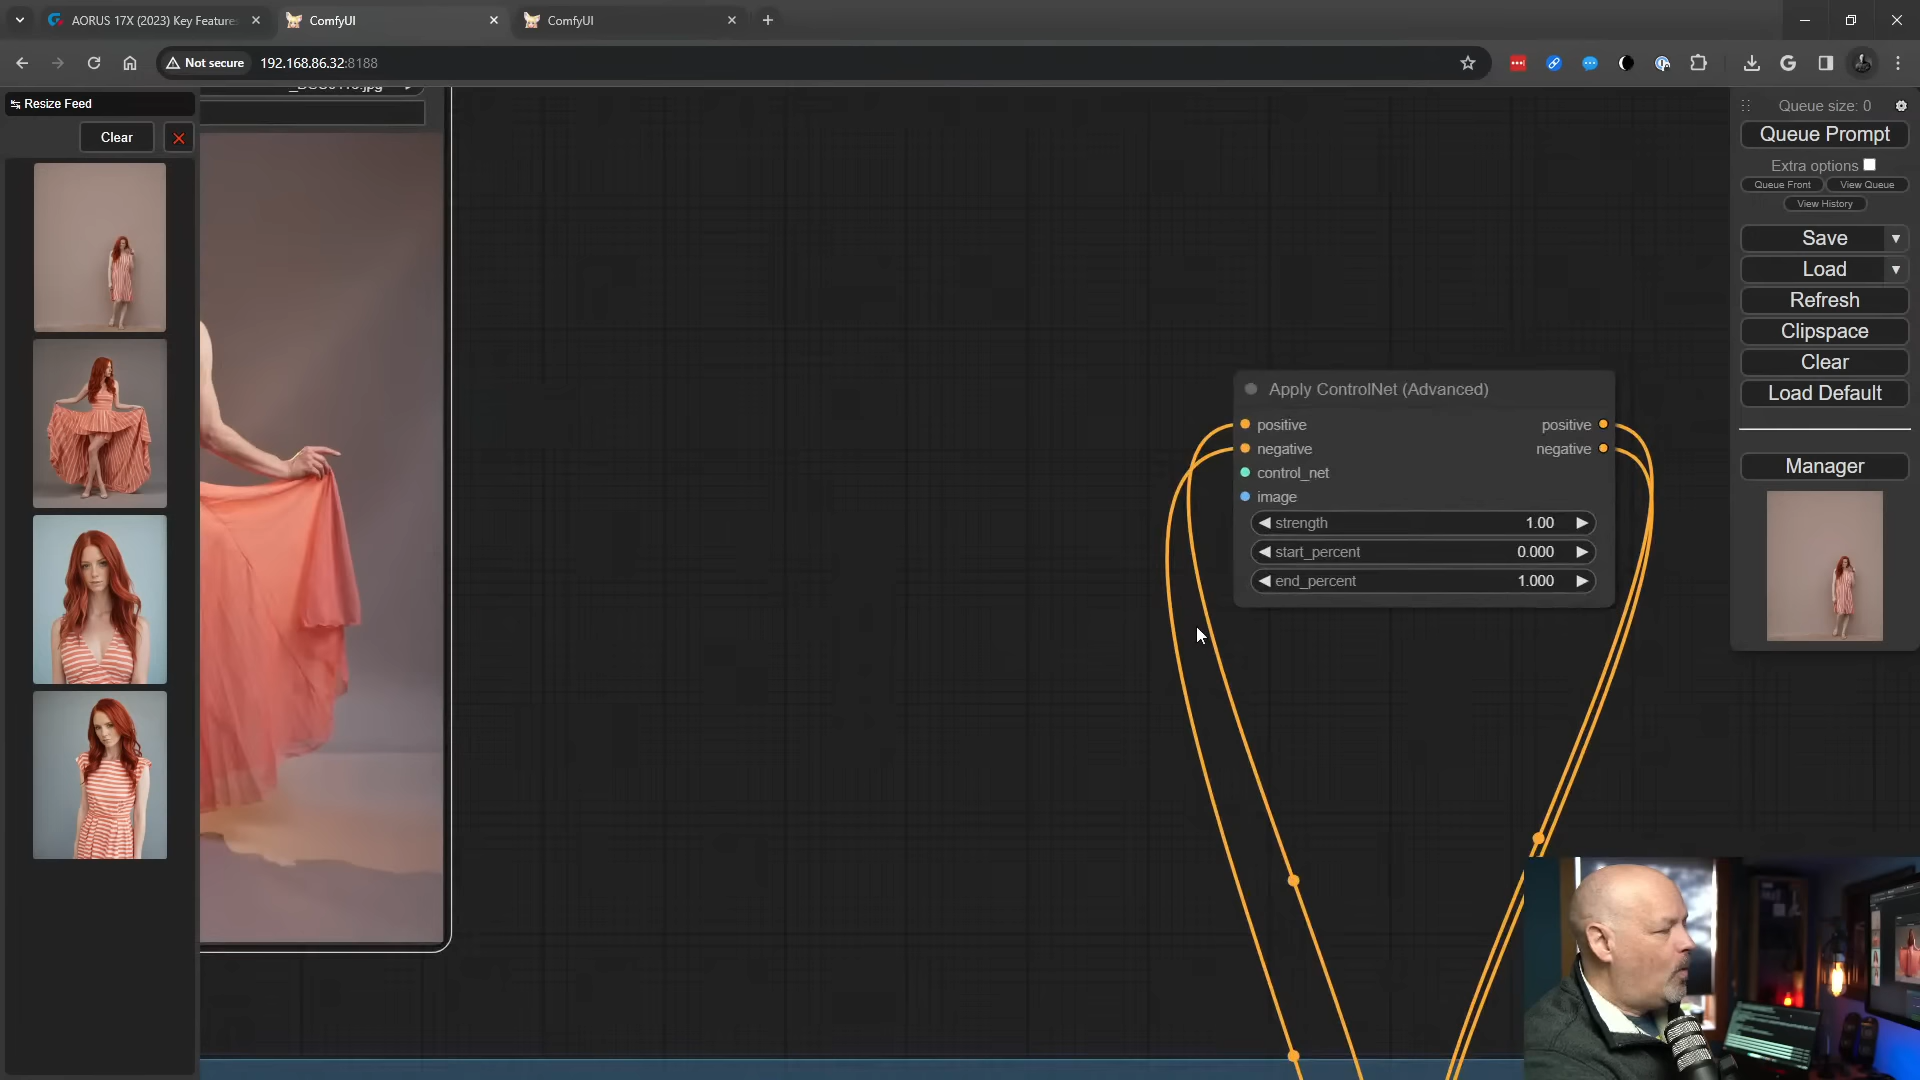 AORUS 17X (2023) Key Features
ComfyUI
ComfyUI
Not secure
192.168.86.32:8188
Resize Feed
Clear
Queue size: 0
Queue Prompt
Extra options
Queue Front
View Queue
View History
Save
Load
Refresh
Clipspace
Clear
Load Default
Manager
Apply ControlNet (Advanced)
positive
positive
negative
negative
control_net
image
strength
1.00
start_percent
0.000
end_percent
1.000